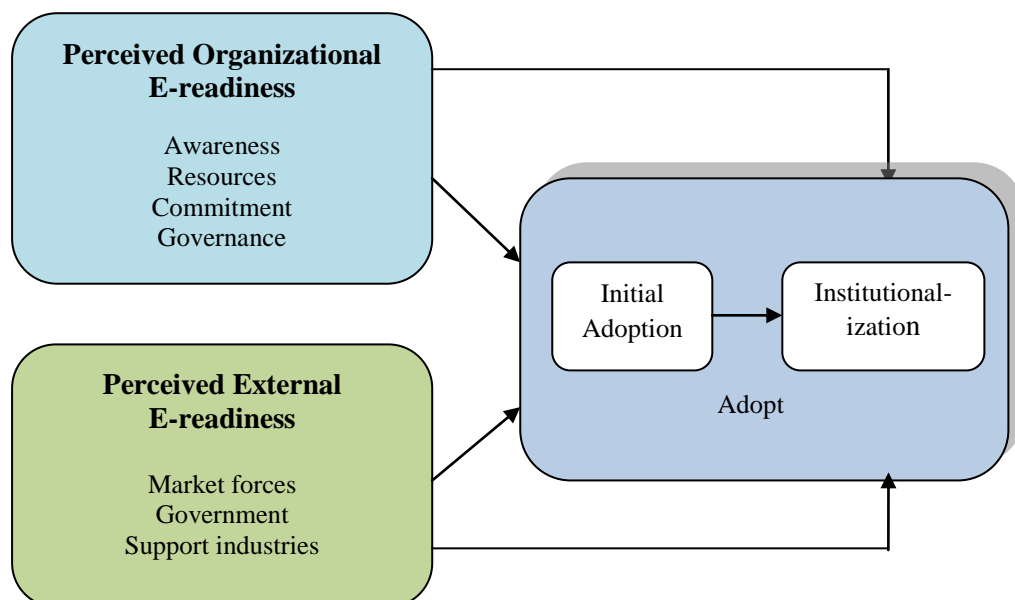 Perceived Organizational
E-readiness
Awareness
Resources
Commitment
Governance
Initial
Adoption
Institutional-
ization
Adopt
Perceived External
E-readiness
Market forces
Government
Support industries